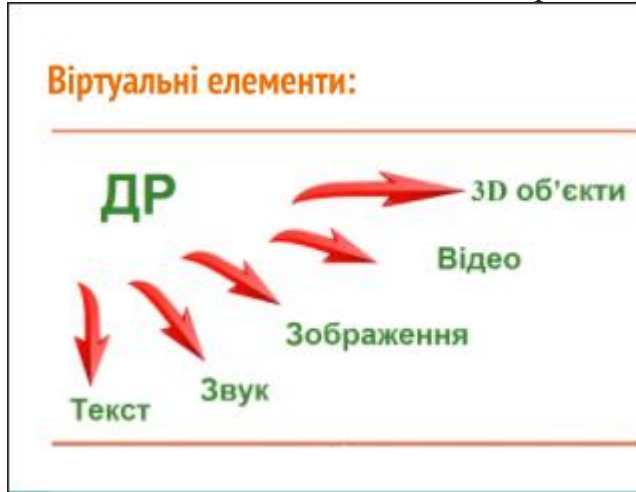 Віртуальні елементи:
ДР
3D об'єкти
Відео
Зображення
Звук
Текст